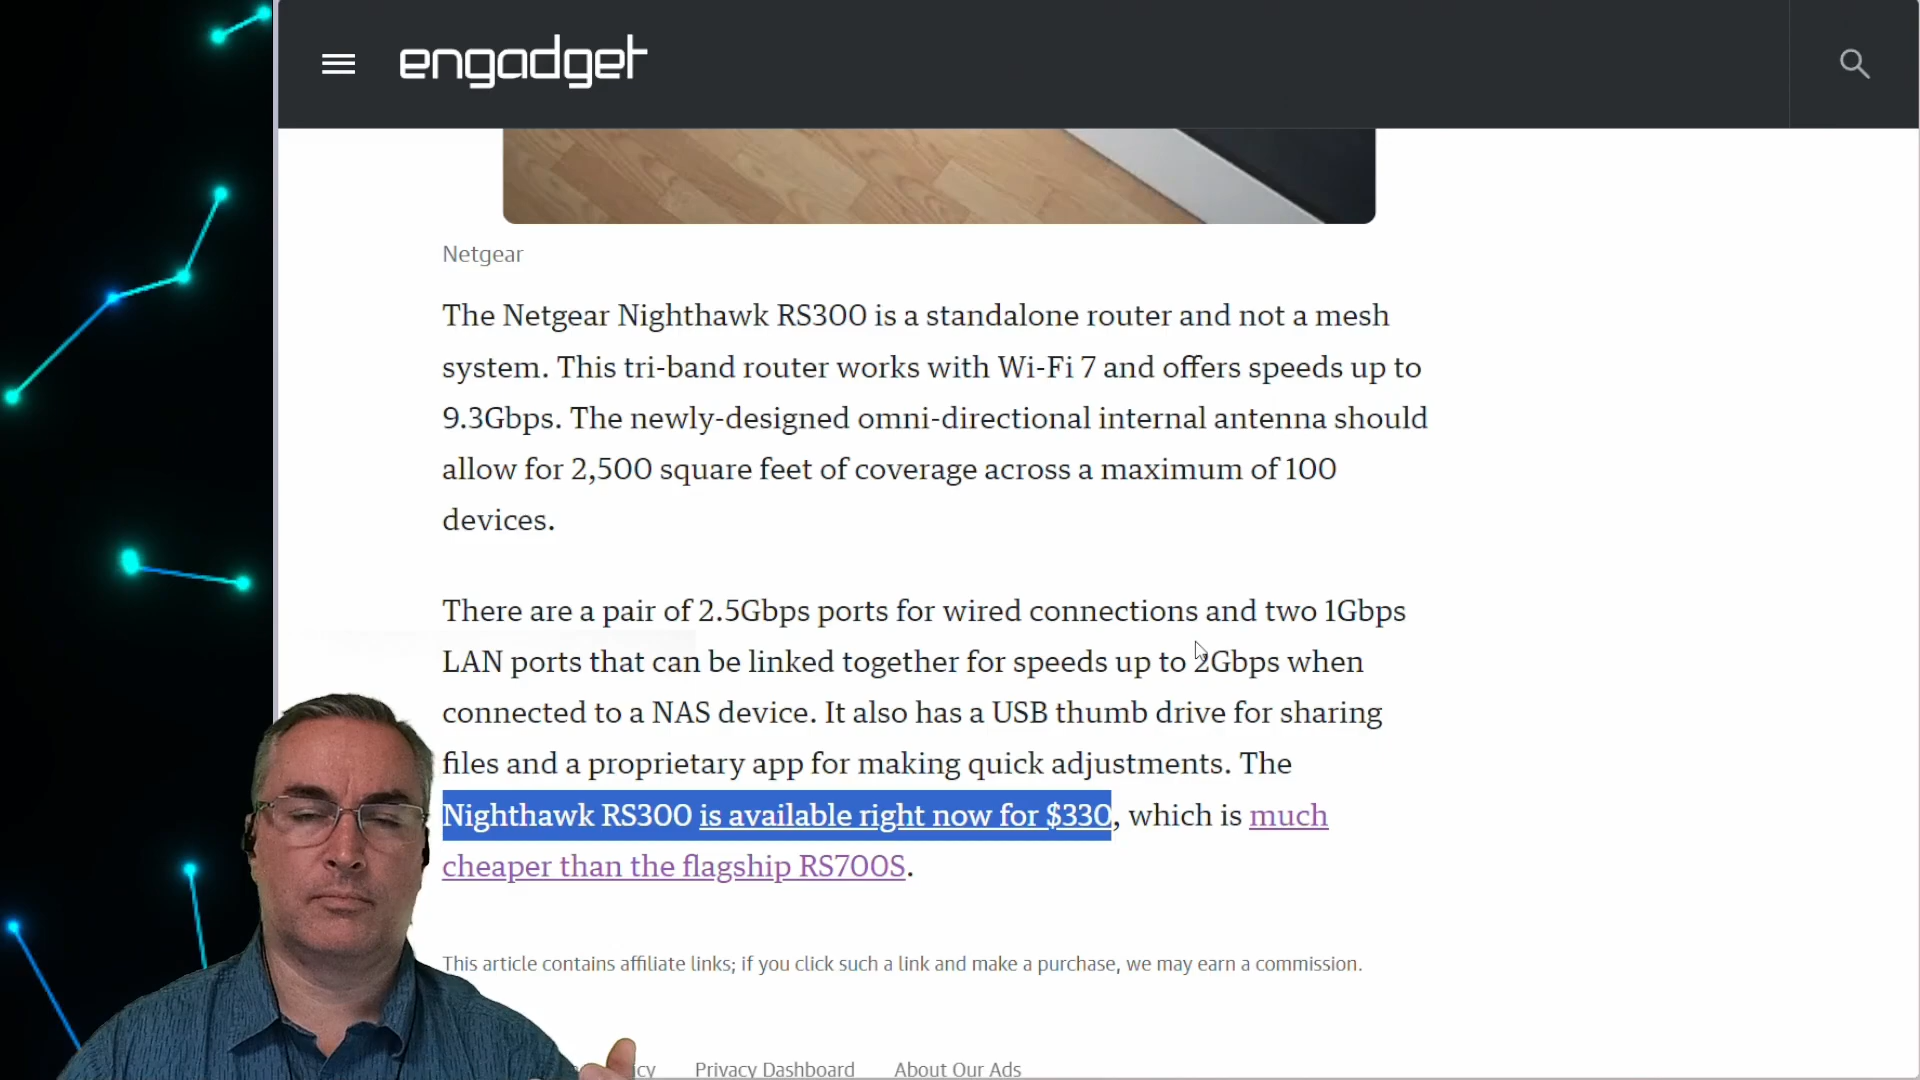 engadget
Netgear
The Netgear Nighthawk RS300 is a standalone router and not a mesh
system. This tri-band router works with Wi-Fi 7 and offers speeds up to
9.3Gbps. The newly-designed omni-directional internal antenna should
allow for 2,500 square feet of coverage across a maximum of 100
devices.
There are a pair of 2.5Gbps ports for wired connections and two 1Gbps
LAN ports that can be linked together for speeds up to 2Gbps when
connected to a NAS device. It also has a USB thumb drive for sharing
files and a proprietary app for making quick adjustments. The
Nighthawk RS300 is available right now for $330, which is much
cheaper than the flagship RS700S.
This article contains affiliate links; if you click such a link and make a purchase, we may earn a commission.
Privacy Dashboard About Our Ads